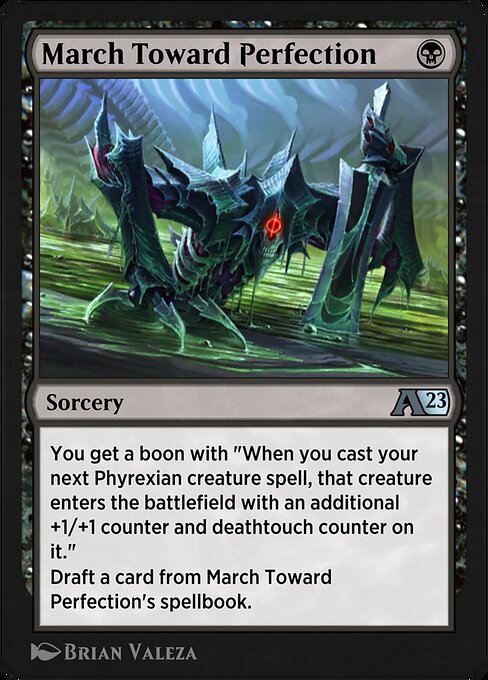 March Toward Perfection
Sorcery
A23
You get a boon with "When you cast your
next Phyrexian creature spell, that creature
enters the battlefield with an additional
+1/+1 counter and deathtouch counter on
it."
Draft a card from March Toward
Perfection's spellbook.
Brian Valeza